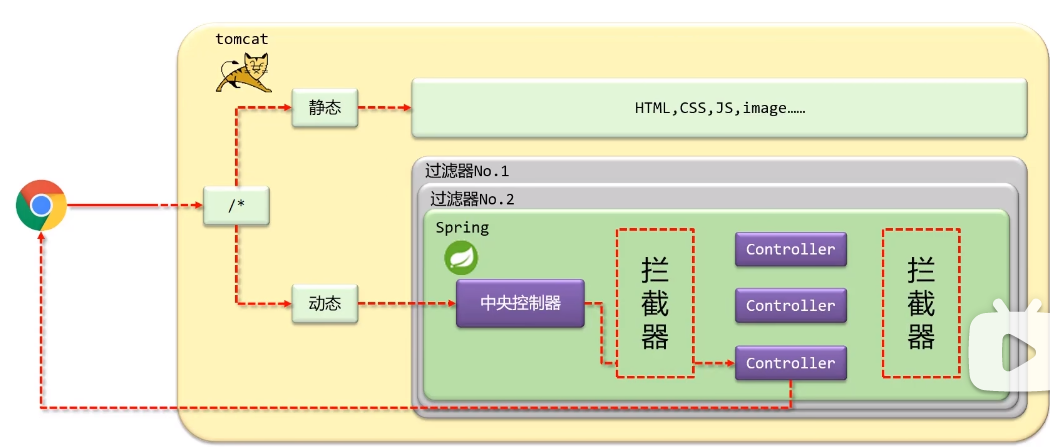 tomcat
静态
HTML,CSS,JS,image……
过滤器No.1
/*
过滤器No.2
Spring
拦截器
Controller
拦截器
中央控制器
Controller
动态
Controller